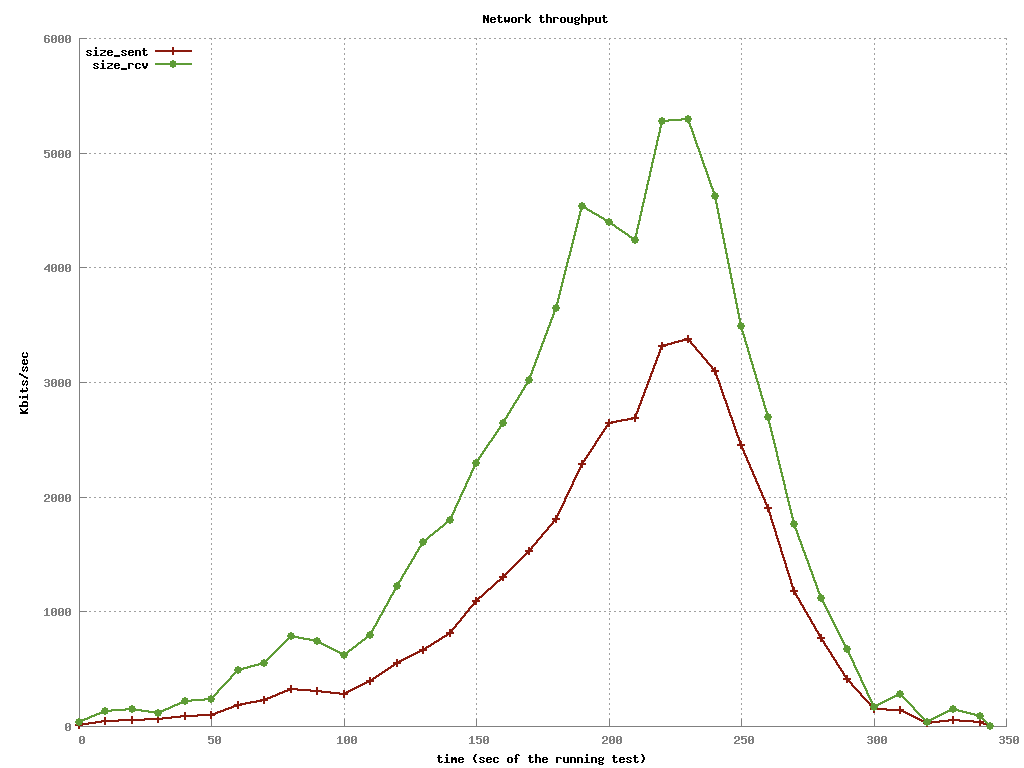 Network throughput
6000
size_sent
size_rcv
5000
4000
Kbits/sec
3000
2000
1000
0
0 50 100 150 200 250 300 350
time (sec of the running test)